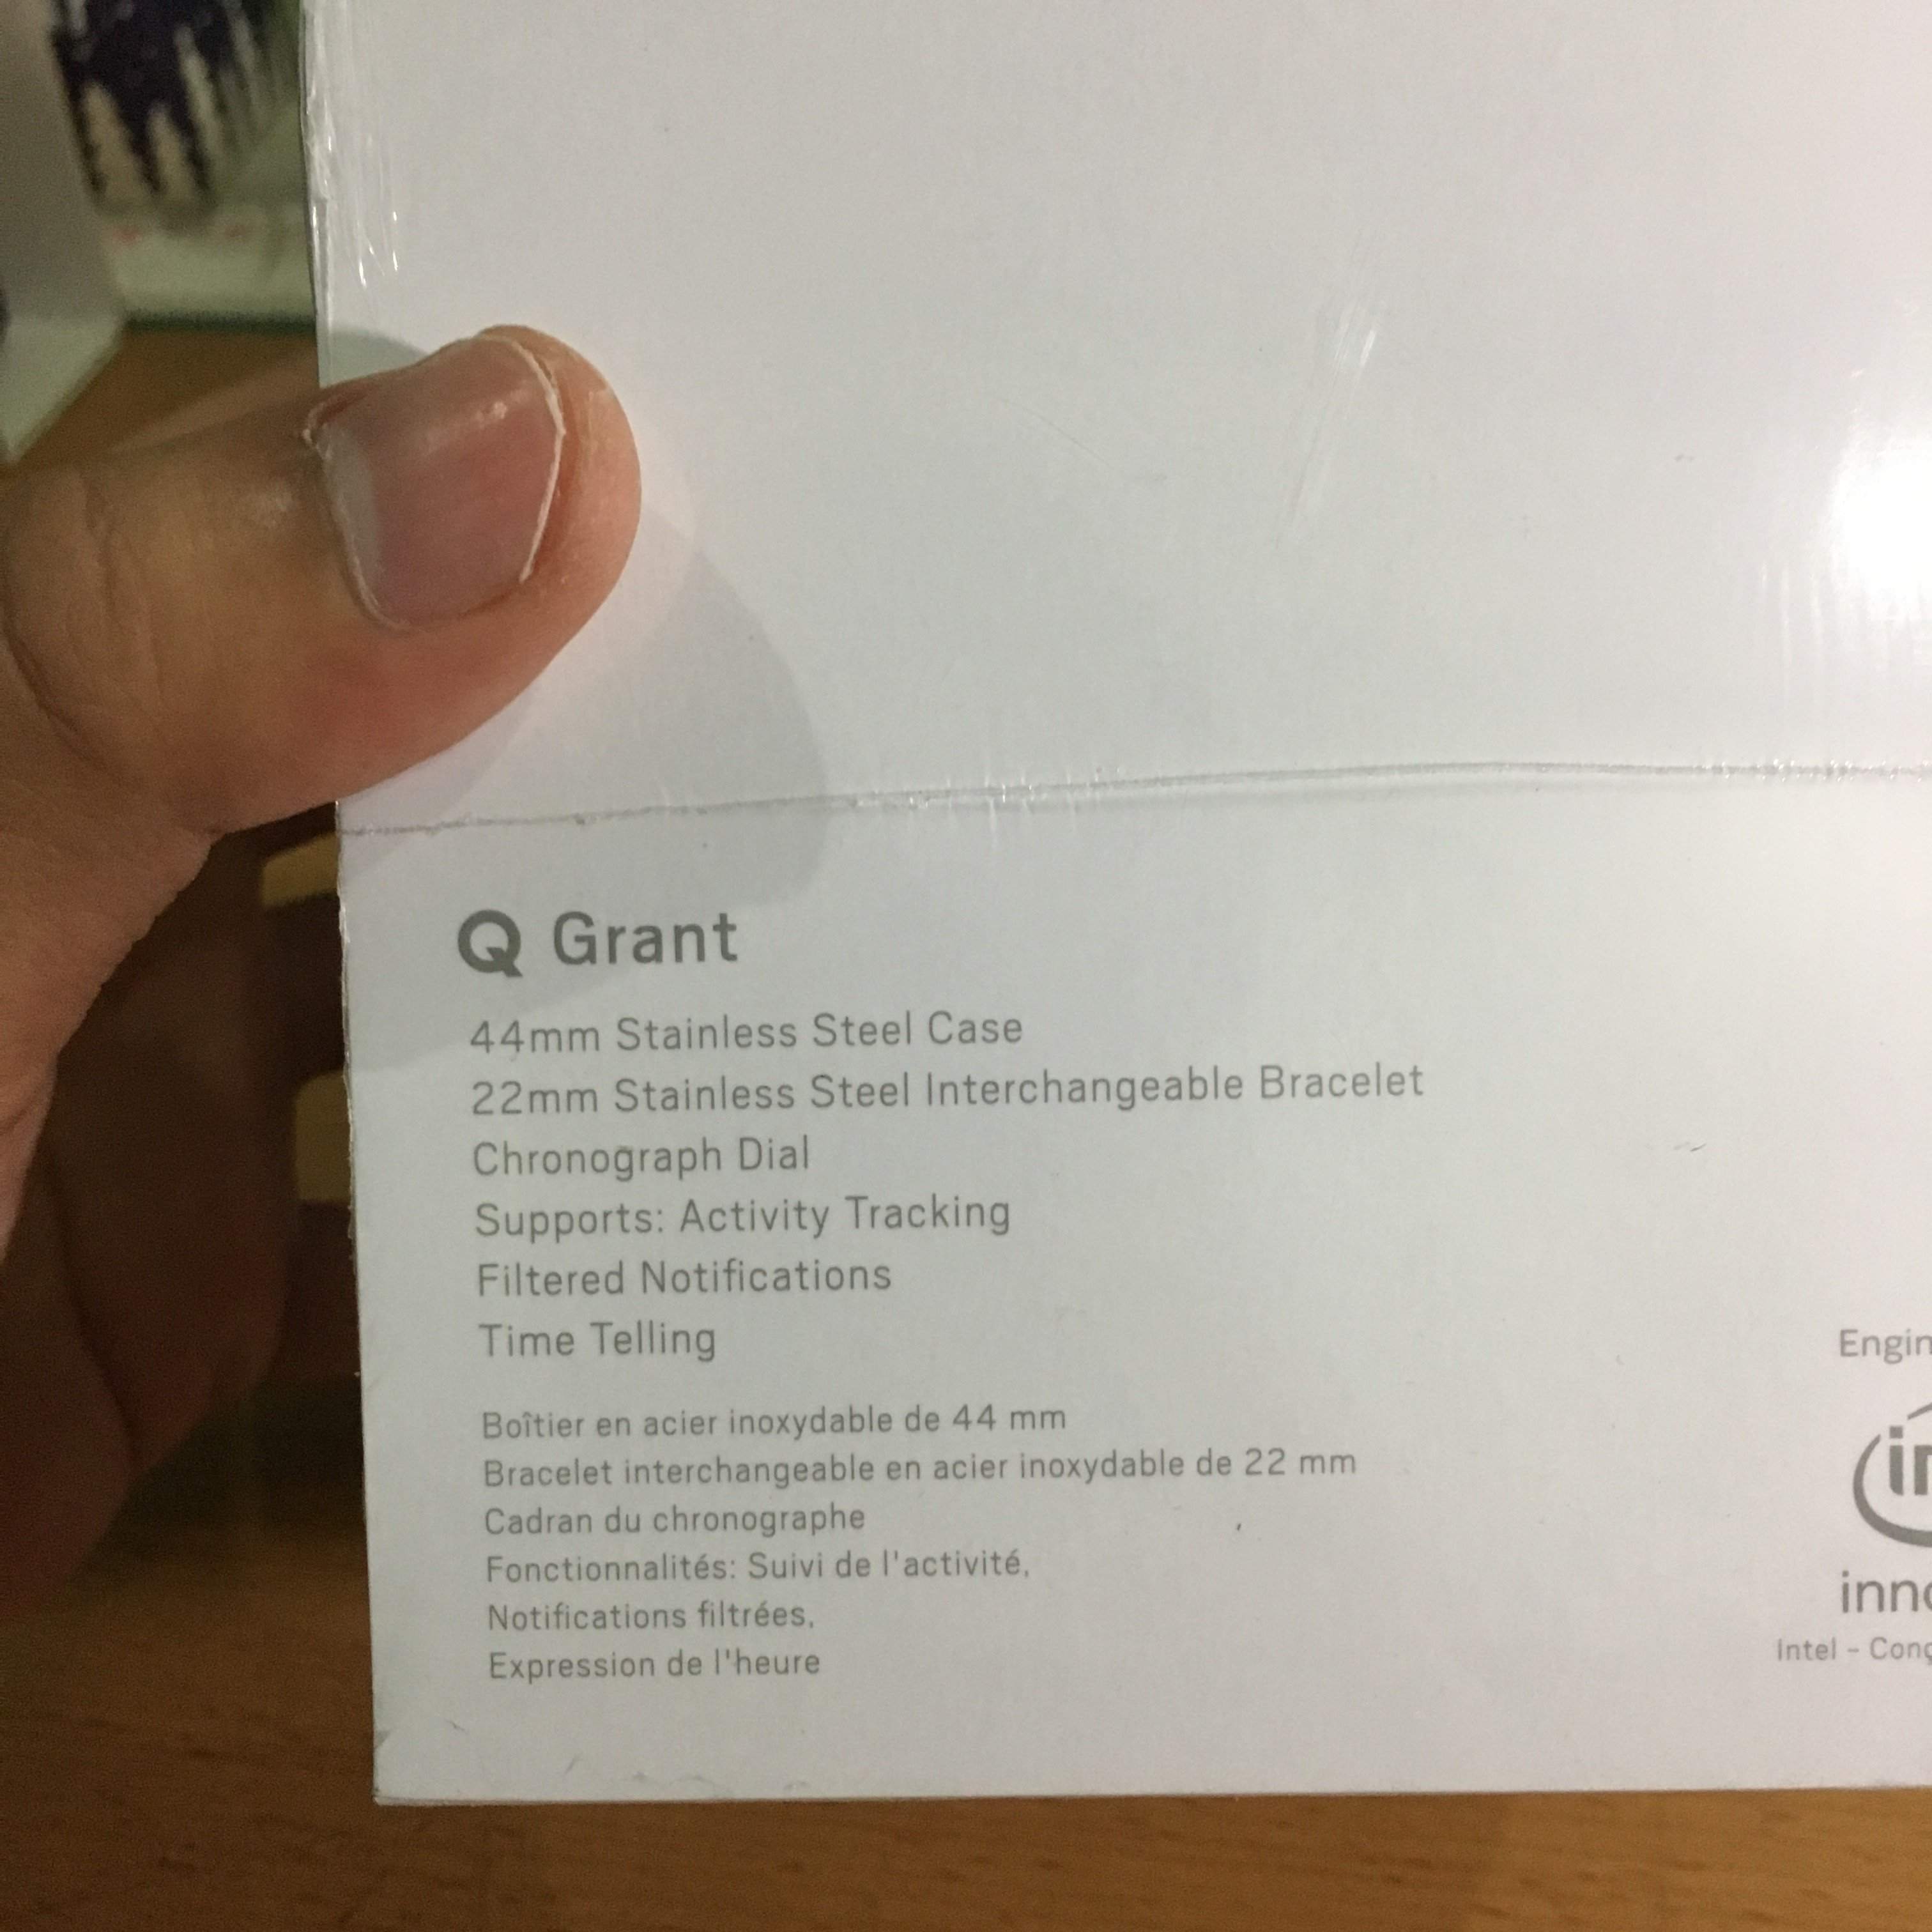 Q Grant
44mm Stainless Steel Case
22mm Stainless Steel Interchangeable Bracelet
Chronograph Dial
Supports: Activity Tracking
Filtered Notifications
Time Telling
Boîtier en acier inoxydable de 44 mm
Bracelet interchangeable en acier inoxydable de 22 mm
Cadran du chronographe
Fonctionnalités: Suivi de l'activité,
Notifications filtrées,
Expression de l'heure
Intel -